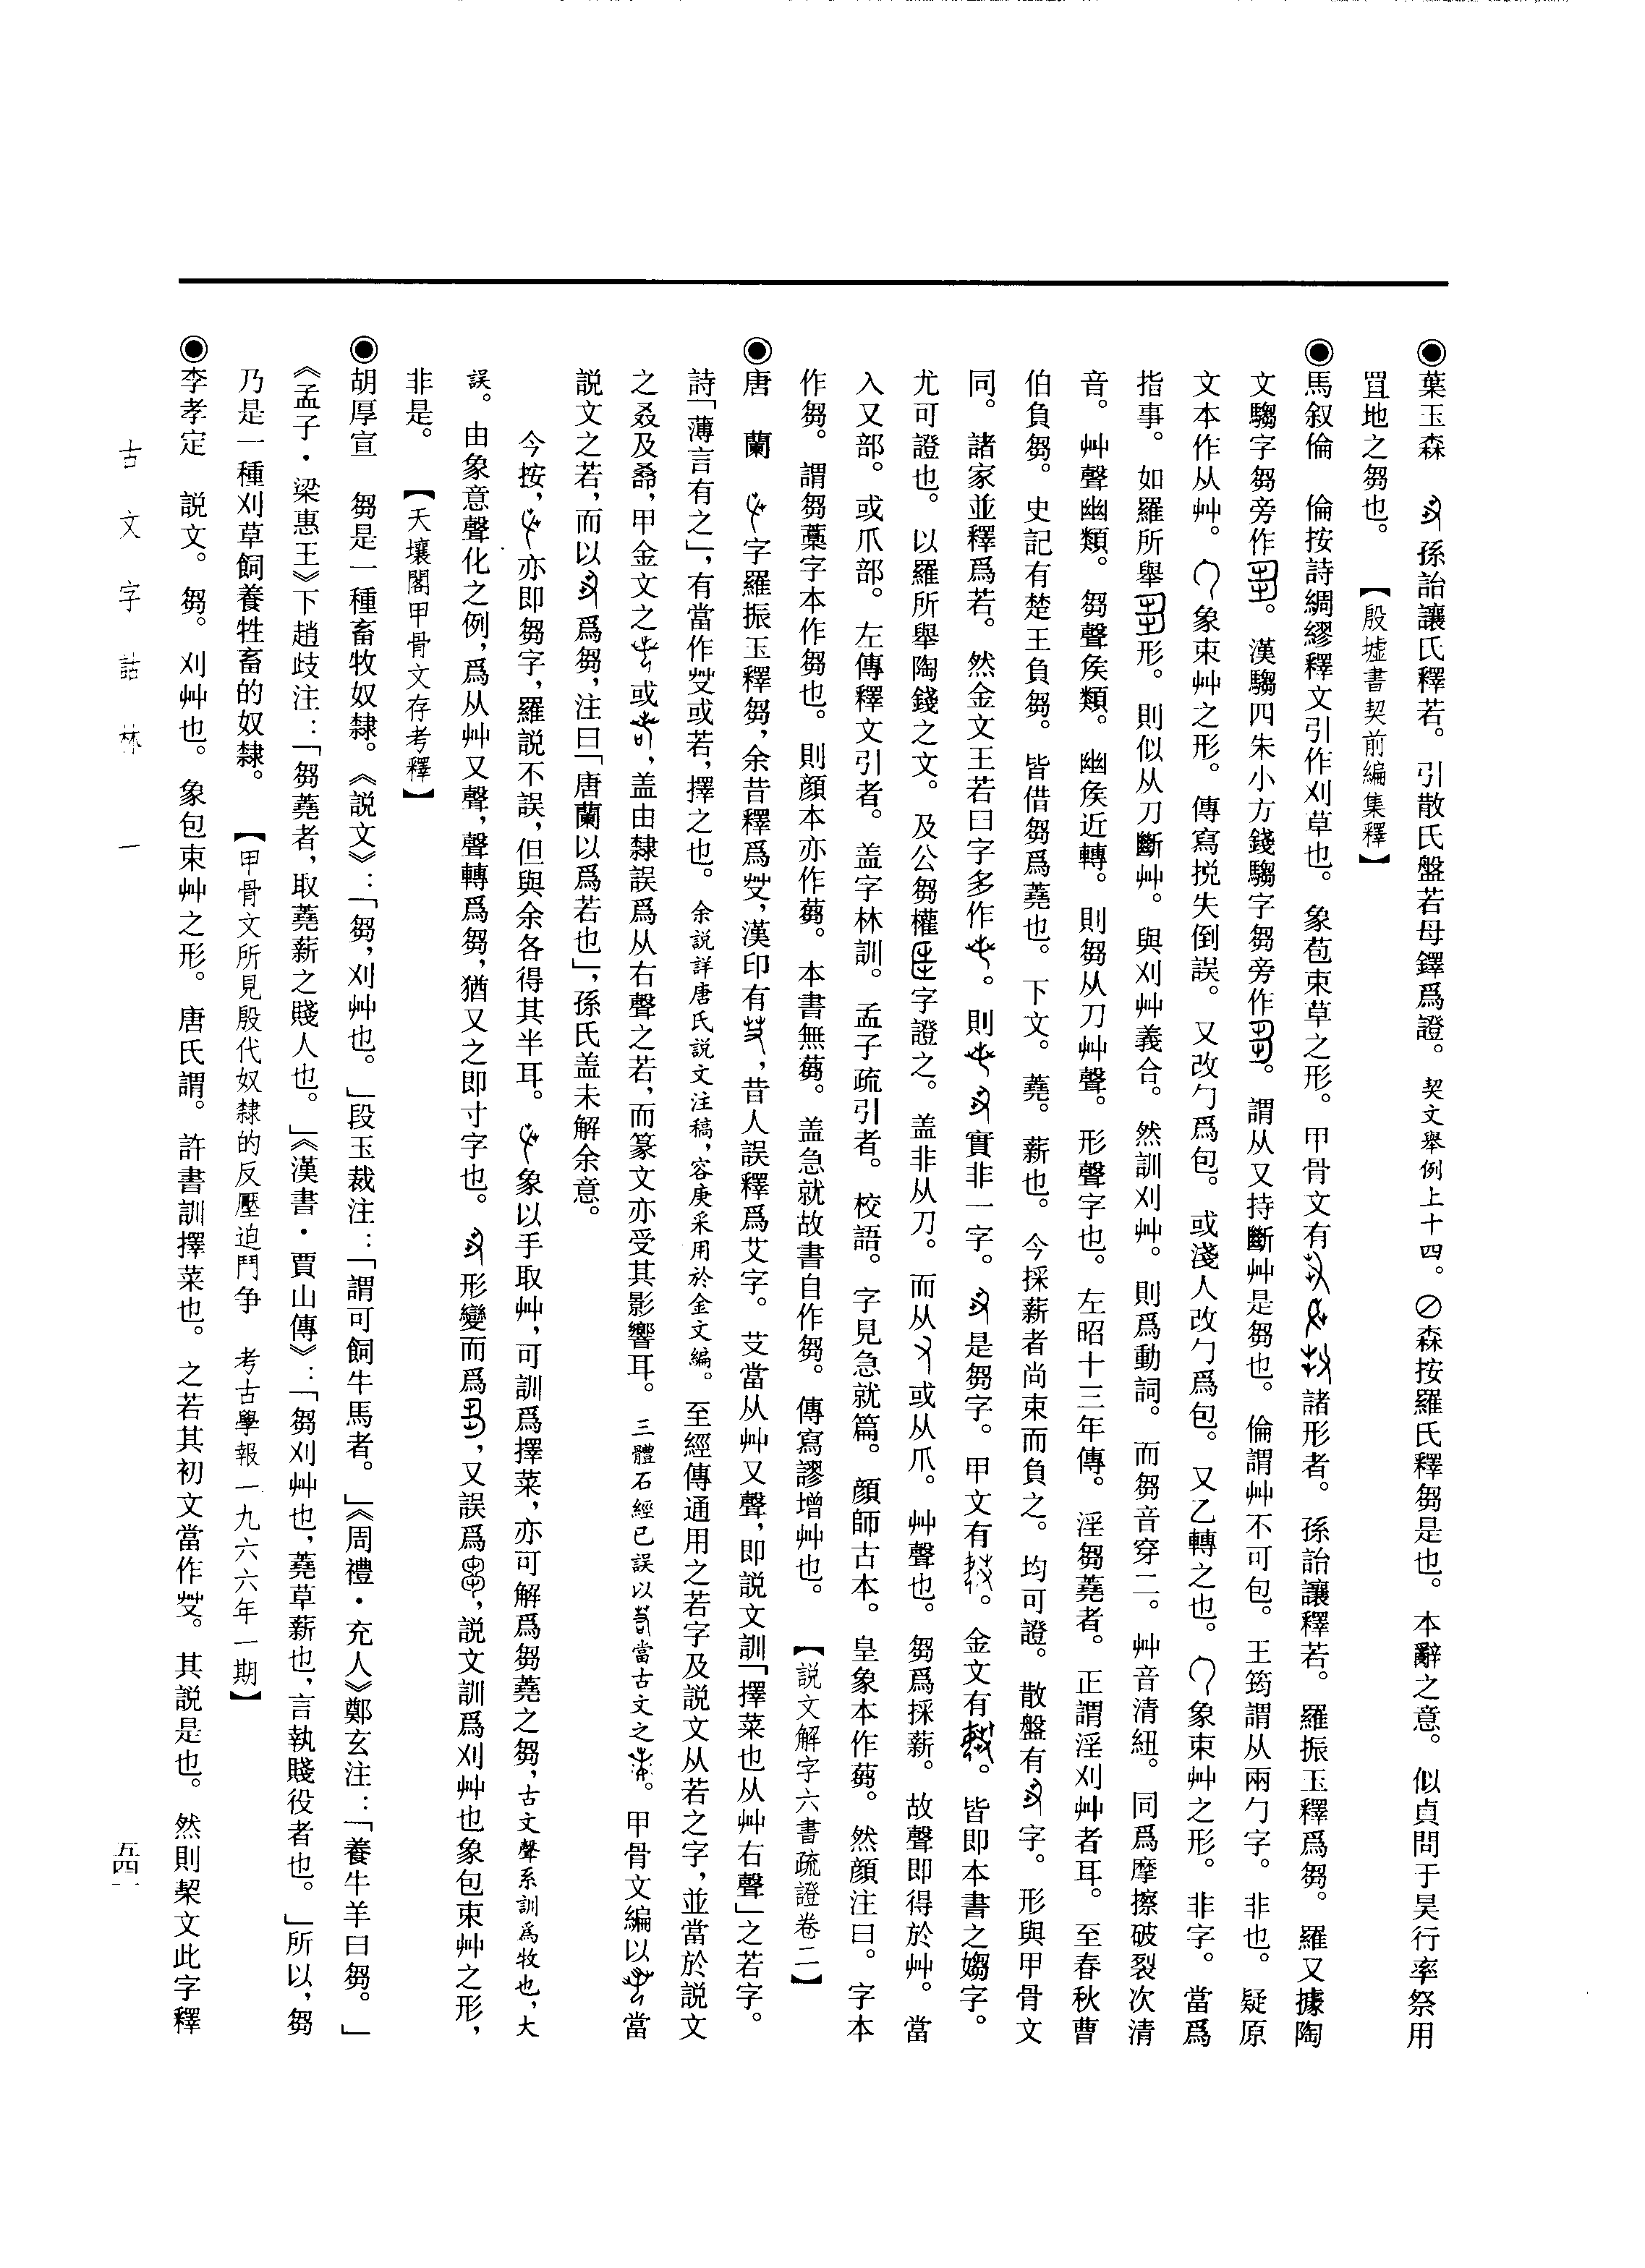 ◉葉玉森　孫詒讓氏釋若。引散氏盤若母鐸爲證。契文舉例上十四。森按羅氏釋芻是也。本辭之意。似貞問于昊行率祭用
罝地之芻也。【殷墟書契前編集釋】
◉馬叙倫　倫按詩綢繆釋文引作刈草也。象苞束草之形。甲骨文有諸形者。孫詒讓釋若。羅振玉釋爲芻。羅又據陶
文騶字芻旁作。漢騶四朱小方錢騶字芻旁作。謂从又持斷艸是芻也。倫謂艸不可包。王筠謂从兩勹字。非也。疑原
文本作从艸。象束艸之形。傳寫捝失倒誤。又改勹爲包。或淺人改勹爲包。又乙轉之也。象束艸之形。非字。當爲
指事。如羅所舉形。則似从刀斷艸。與刈艸義合。然訓刈艸。則爲動詞。而芻音穿二。艸音清紐。同爲摩擦破裂次清
音。艸聲幽類。芻聲矦類。幽矦近轉。則芻从刀艸聲。形聲字也。左昭十三年傳。淫芻蕘者。正謂淫刈艸者耳。至春秋曹
伯負芻。史記有楚王負芻。皆借芻爲蕘也。下文。蕘。薪也。今採薪者尚束而負之。均可證。散盤有字。形與甲骨文
同。諸家並釋爲若。然金文王若曰字多作。則實非一字。是芻字。甲文有。金文有。皆即本書之媰字。
尤可證也。以羅所舉陶錢之文。及公芻權字證之。盖非从刀。而从或从爪。艸聲也。芻爲採薪。故聲即得於艸。當
入又部。或爪部。左傳釋文引者。盖字林訓。孟子疏引者。校語。字見急就篇。顔師古本。皇象本作蒭。然顔注曰。字本
作芻。謂芻藁字本作芻也。則顔本亦作蒭。本書無蒭。盖急就故書自作芻。傳寫謬增艸也。【説文解字六書疏證卷二】
◉唐　蘭　字羅振玉釋芻，余昔釋爲芆，漢印有，昔人誤釋爲艾字。芆當从艸又聲，即説文訓「擇菜也从艸右聲」之若字。
詩「薄言有之」，有當作芆或若，擇之也。余説詳唐氏説文注稿，容庚采用於金文編。至經傳通用之若字及説文从若之字，並當於説文
之叒及桑，甲金文之或，盖由隸誤爲从右聲之若，而篆文亦受其影響耳。三體石經已誤以當古文之。甲骨文編以當
説文之若，而以爲芻，注曰「唐蘭以爲若也」，孫氏盖未解余意。
今按，亦即芻字，羅説不誤，但與余各得其半耳。象以手取艸，可訓爲擇菜，亦可解爲芻蕘之芻，古文聲系訓爲牧也，大
誤。由象意聲化之例，爲从艸又聲，聲轉爲芻，猶又之即寸字也。形變而爲，又誤爲，説文訓爲刈艸也象包束艸之形，
非是。【天壤閣甲骨文存考釋】
◉胡厚宣　芻是一種畜牧奴隸。《説文》：「芻，刈艸也。」段玉裁注：「謂可飼牛馬者。」《周禮・充人》鄭玄注：「養牛羊曰芻。」
《孟子・梁惠王》下趙歧注：「芻蕘者，取蕘薪之賤人也。」《漢書・賈山傳》：「芻刈艸也，蕘草薪也，言執賤役者也。」所以，芻
乃是一種刈草飼養牲畜的奴隸。【甲骨文所見殷代奴隸的反壓迫鬥争　考古學報一九六六年一期】
◉李孝定　説文。芻。刈艸也。象包束艸之形。唐氏謂。許書訓擇菜也。之若其初文當作芆。其説是也。然則栔文此字釋
古文字詁林　一
五四一